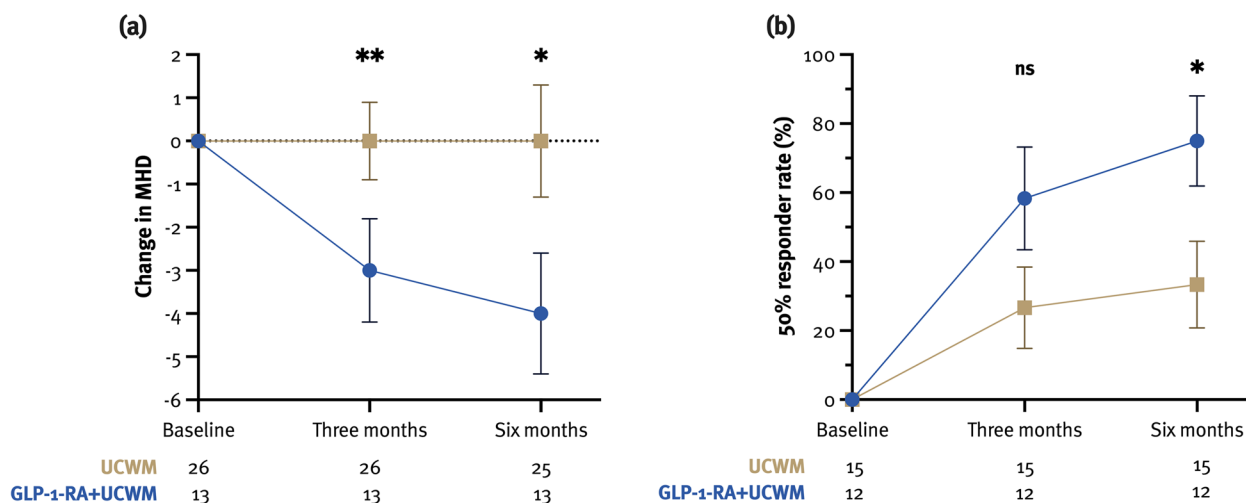 (a)
Change in MHD
2
1
0
-1
-2
-3
-4
-5
-6
** *
Baseline Three months Six months
UCWM 26 26 25
GLP-1-RA+UCWM 13 13 13
(b)
50% responder rate (%)
100
80
60
40
20
0
ns *
Baseline Three months Six months
UCWM 15 15 15
GLP-1-RA+UCWM 12 12 12